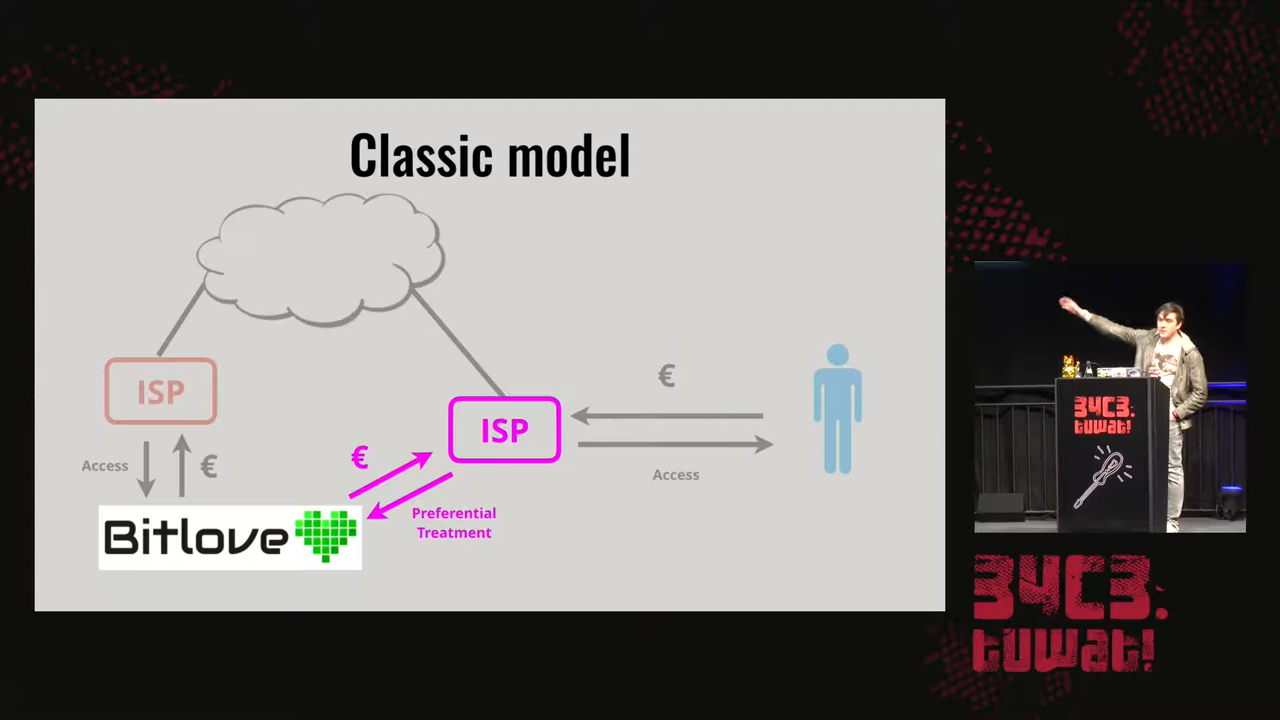 Classic model
ISP
Access
€
Bitlove
€
Preferential
Treatment
ISP
€
Access
34C3.
tuwat!
34C3.
tuwat!